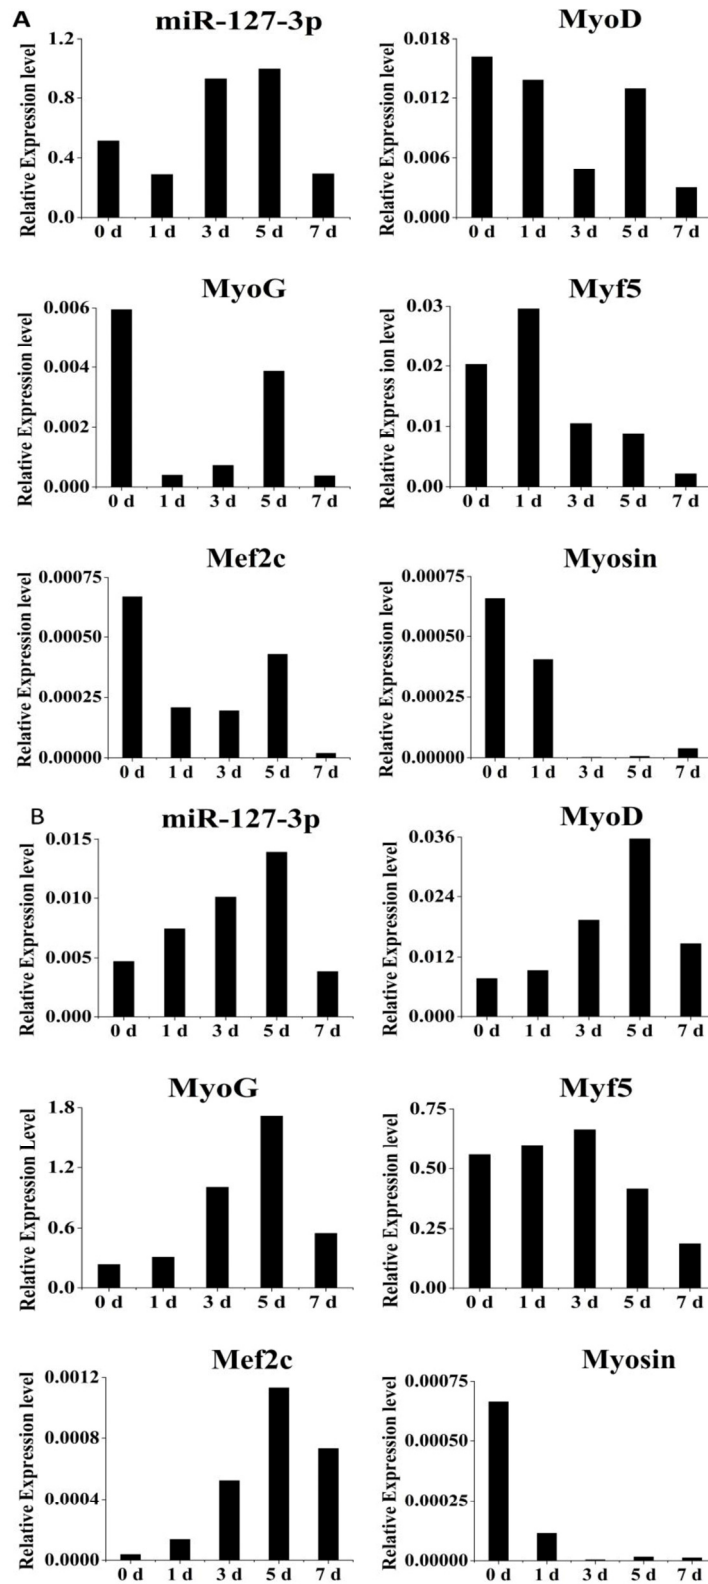 A
miR-127-3p
Relative Expression level
1.2
0.8
0.4
0.0
0 d 1 d 3 d 5 d 7 d
MyoD
Relative Expression level
0.018
0.012
0.006
0.000
0 d 1 d 3 d 5 d 7 d
MyoG
Relative Expression level
0.006
0.004
0.002
0.000
0 d 1 d 3 d 5 d 7 d
Myf5
Relative Express ion level
0.03
0.02
0.01
0.00
0 d 1 d 3 d 5 d 7 d
Mef2c
Relative Expression level
0.00075
0.00050
0.00025
0.00000
0 d 1 d 3 d 5 d 7 d
Myosin
Relative Expression level
0.00075
0.00050
0.00025
0.00000
0 d 1 d 3 d 5 d 7 d
B
miR-127-3p
Relative Expression level
0.015
0.010
0.005
0.000
0 d 1 d 3 d 5 d 7 d
MyoD
Relative Expression level
0.036
0.024
0.012
0.000
0 d 1 d 3 d 5 d 7 d
MyoG
Relative Expression Level
1.8
1.2
0.6
0.0
0 d 1 d 3 d 5 d 7 d
Myf5
Relative Expression level
0.75
0.50
0.25
0.00
0 d 1 d 3 d 5 d 7 d
Mef2c
Relative Expression level
0.0012
0.0008
0.0004
0.0000
0 d 1 d 3 d 5 d 7 d
Myosin
Relative Expression level
0.00075
0.00050
0.00025
0.00000
0 d 1 d 3 d 5 d 7 d